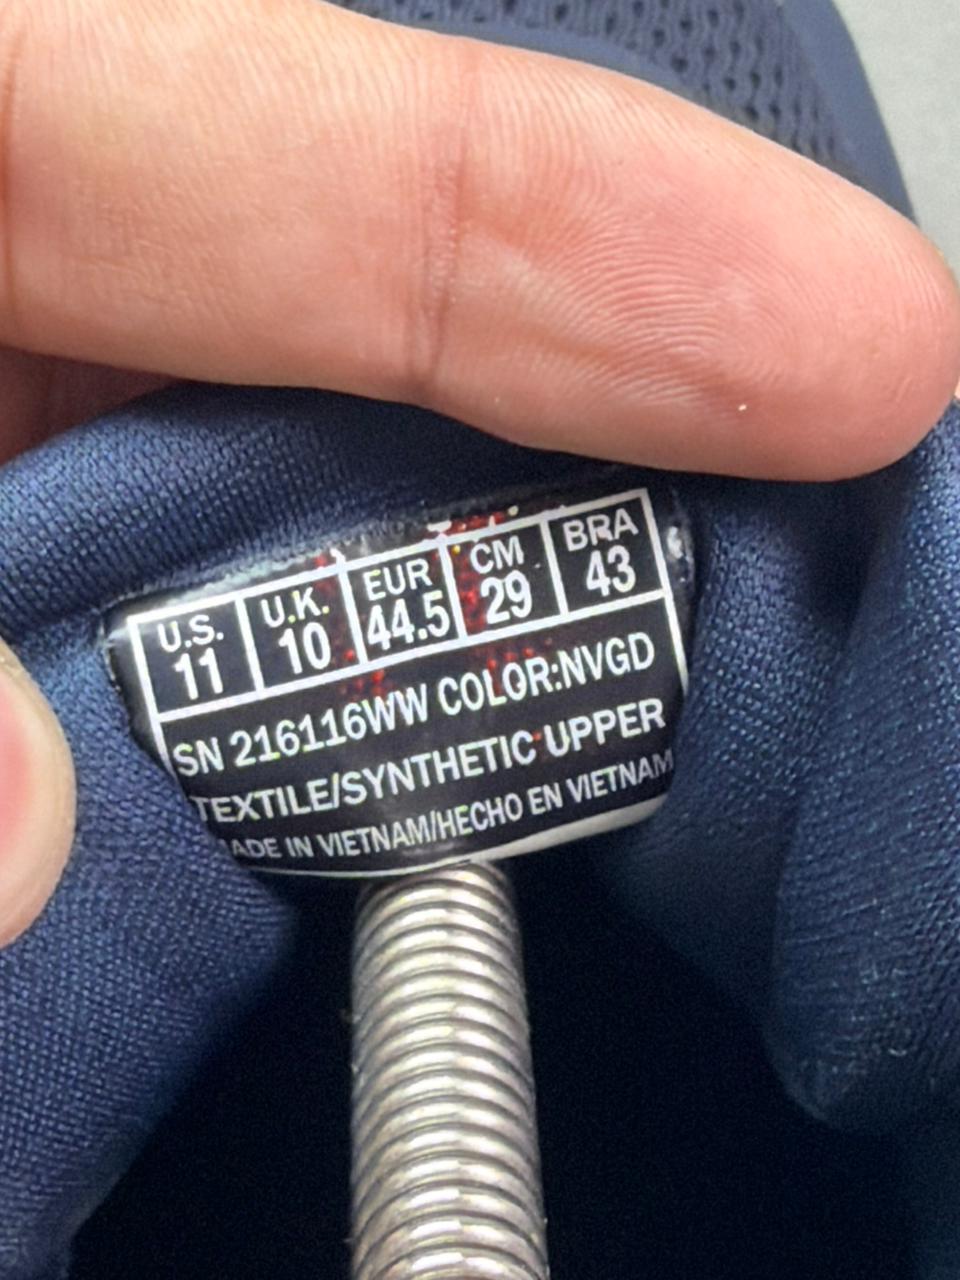 U.S. U.K. EUR CM BRA
11 10 44.5 29 43
SN 216116WW COLOR:NVGD
TEXTILE/SYNTHETIC UPPER
MADE IN VIETNAM/HECHO EN VIETNAM